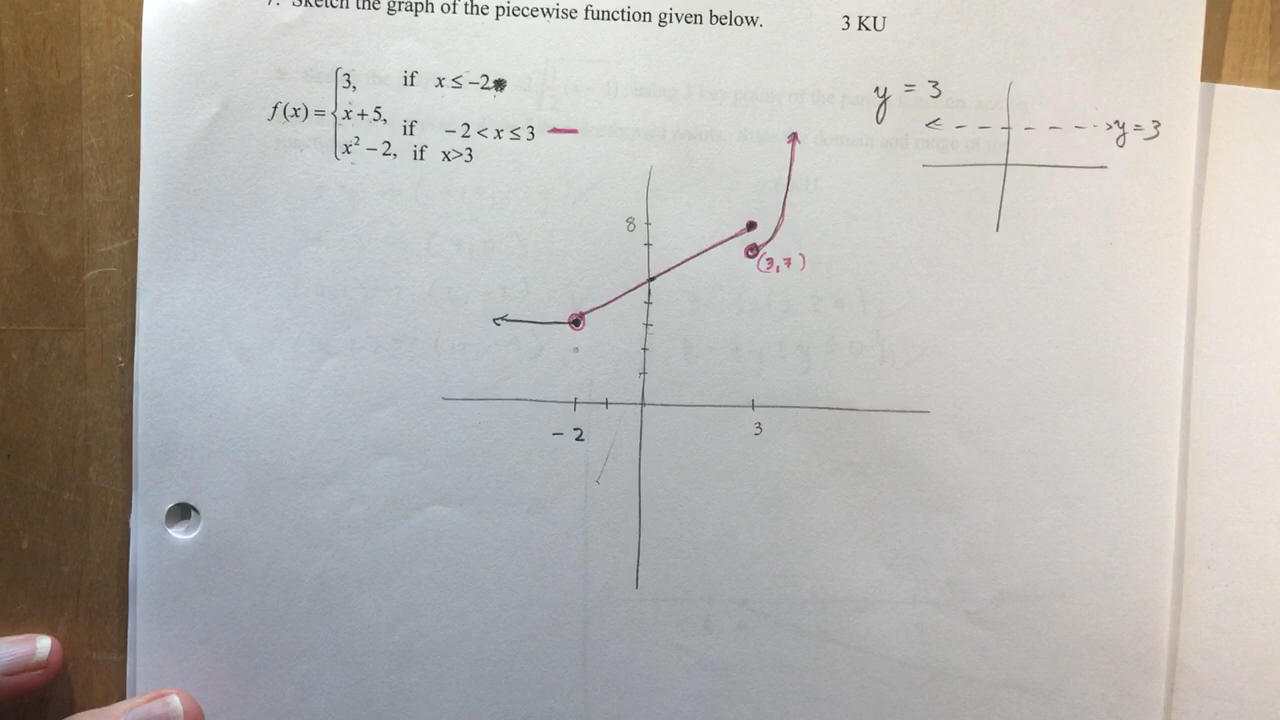 7. Sketch the graph of the piecewise function given below. 3 KU
3, if x ≤ -2
f(x) = x + 5, if -2 < x ≤ 3
x² - 2, if x>3
y = 3
y = 3
8
(3,7)
- 2
3